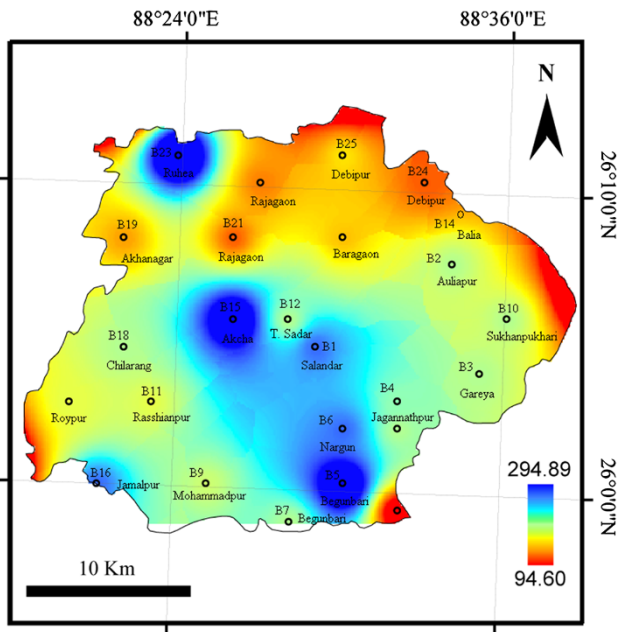 88°24'0"E
88°36'0"E
N
26°10'0"N
26°0'0"N
B23
Ruhea
B25
Debipur
B24
Debipur
Rajagaon
B14
Balia
B19
Akhanagar
B21
Rajagaon
Baragaon
B2
Auliapur
B15
Akcha
B12
T. Sadar
B10
Sukhanpukhari
B18
Chilarang
B1
Salandar
B3
Gareya
Roypur
B11
Rasshianpur
B4
Jagannathpur
B6
Nargun
B16
Jamalpur
B9
Mohammadpur
B5
Begunbari
B7
Begunbari
294.89
94.60
10 Km